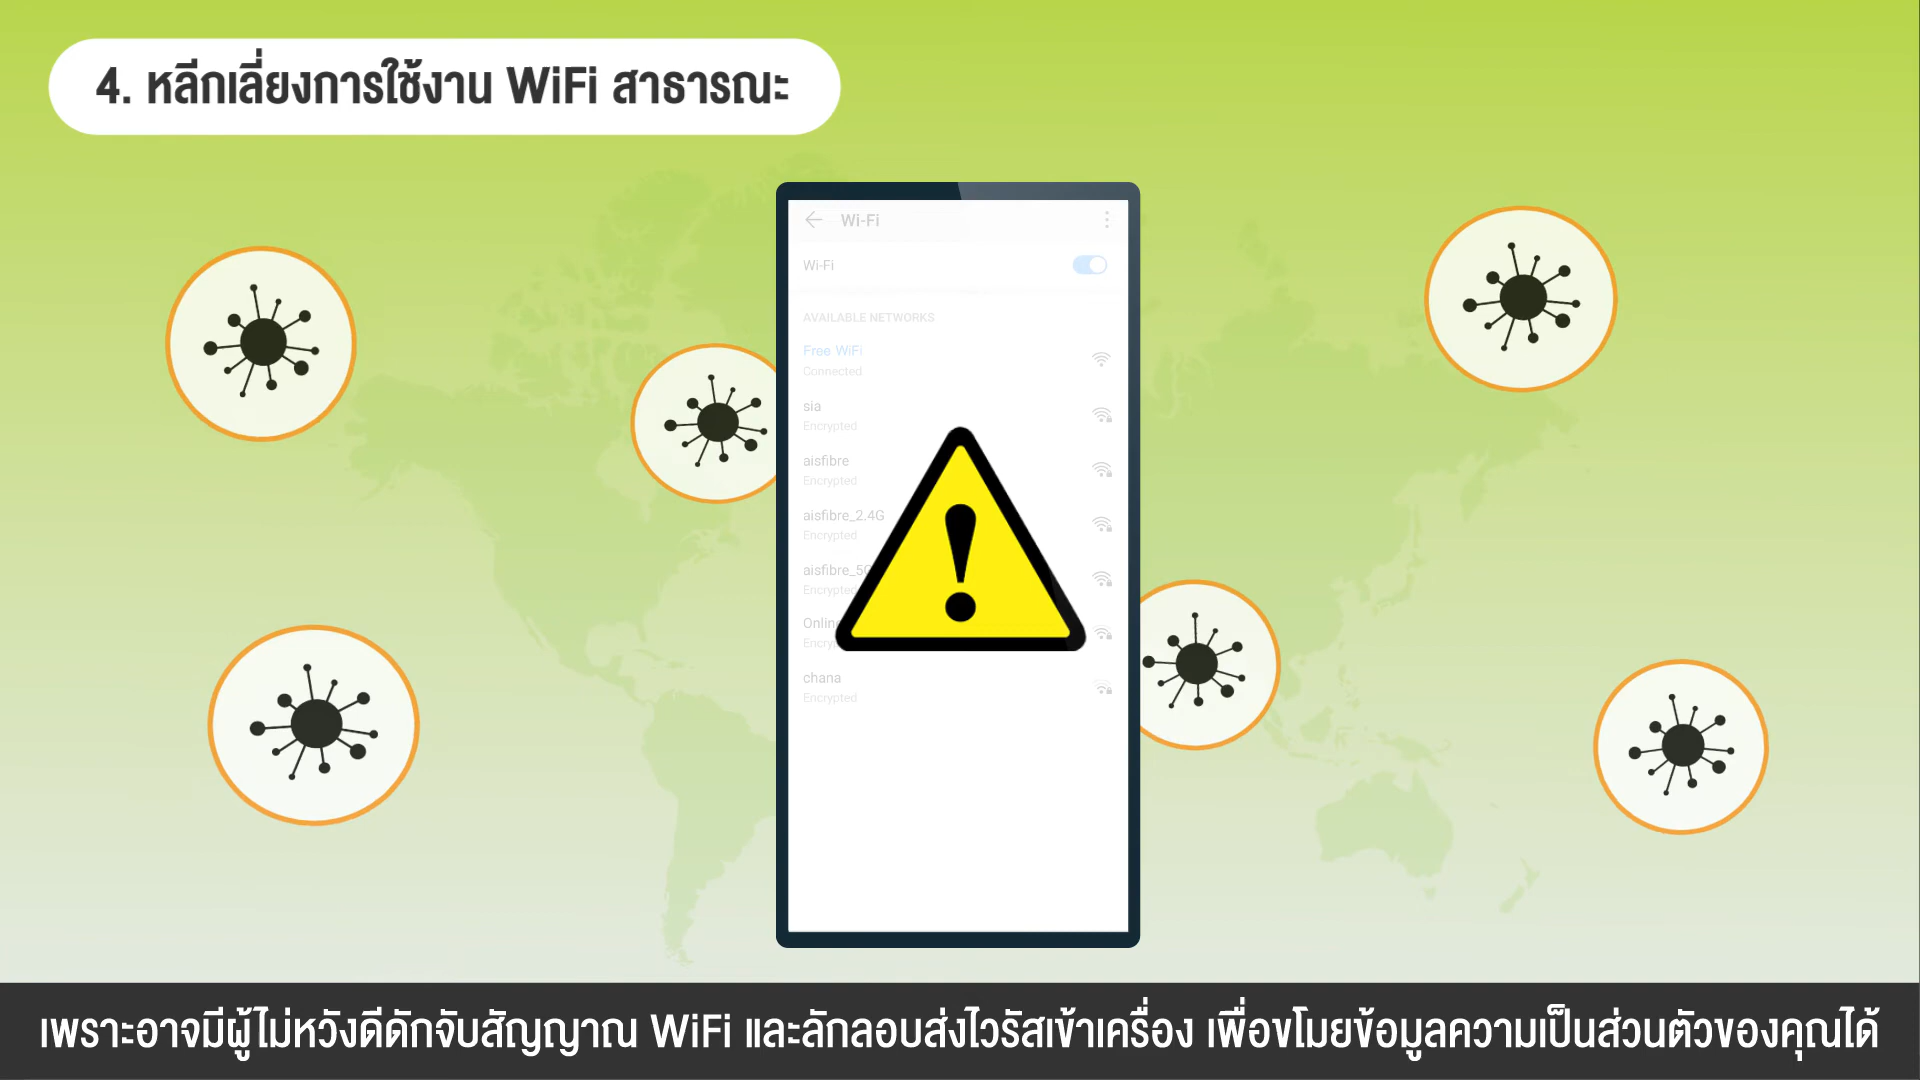 4. หลีกเลี่ยงการใช้งาน WiFi สาธารณะ
Wi-Fi
Wi-Fi
AVAILABLE NETWORKS
Free WiFi
Connected
sia
Encrypted
aisfibre
Encrypted
aisfibre_2.4G
Encrypted
chana
Encrypted
เพราะอาจมีผู้ไม่หวังดีดักจับสัญญาณ WiFi และลักลอบส่งไวรัสเข้าเครื่อง เพื่อขโมยข้อมูลความเป็นส่วนตัวของคุณได้